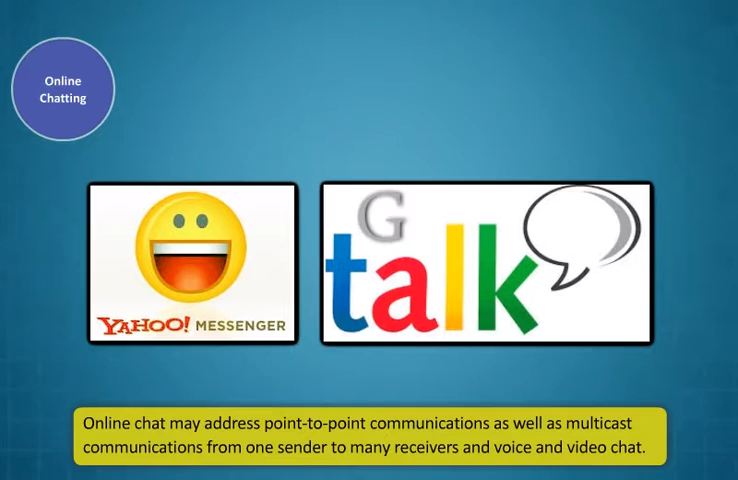 Online
Chatting
YAHOO! MESSENGER
G
talk
Online chat may address point-to-point communications as well as multicast
communications from one sender to many receivers and voice and video chat.